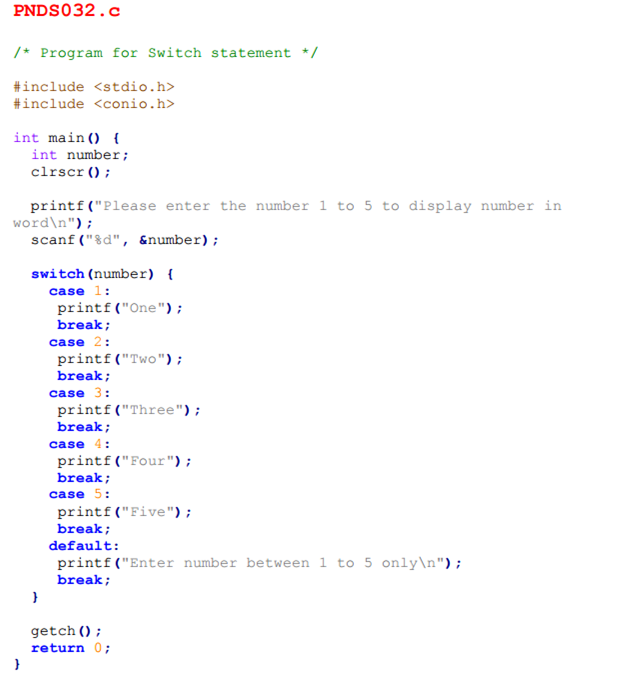 PNDS032.c
/* Program for Switch statement */
#include <stdio.h>
#include <conio.h>
int main() {
int number;
clrscr();
printf("Please enter the number 1 to 5 to display number in
word\n");
scanf("%d", &number);
switch(number) {
case 1:
printf("One");
break;
case 2:
printf("Two");
break;
case 3:
printf("Three");
break;
case 4:
printf("Four");
break;
case 5:
printf("Five");
break;
default:
printf("Enter number between 1 to 5 only\n");
break;
}
getch();
return 0;
}